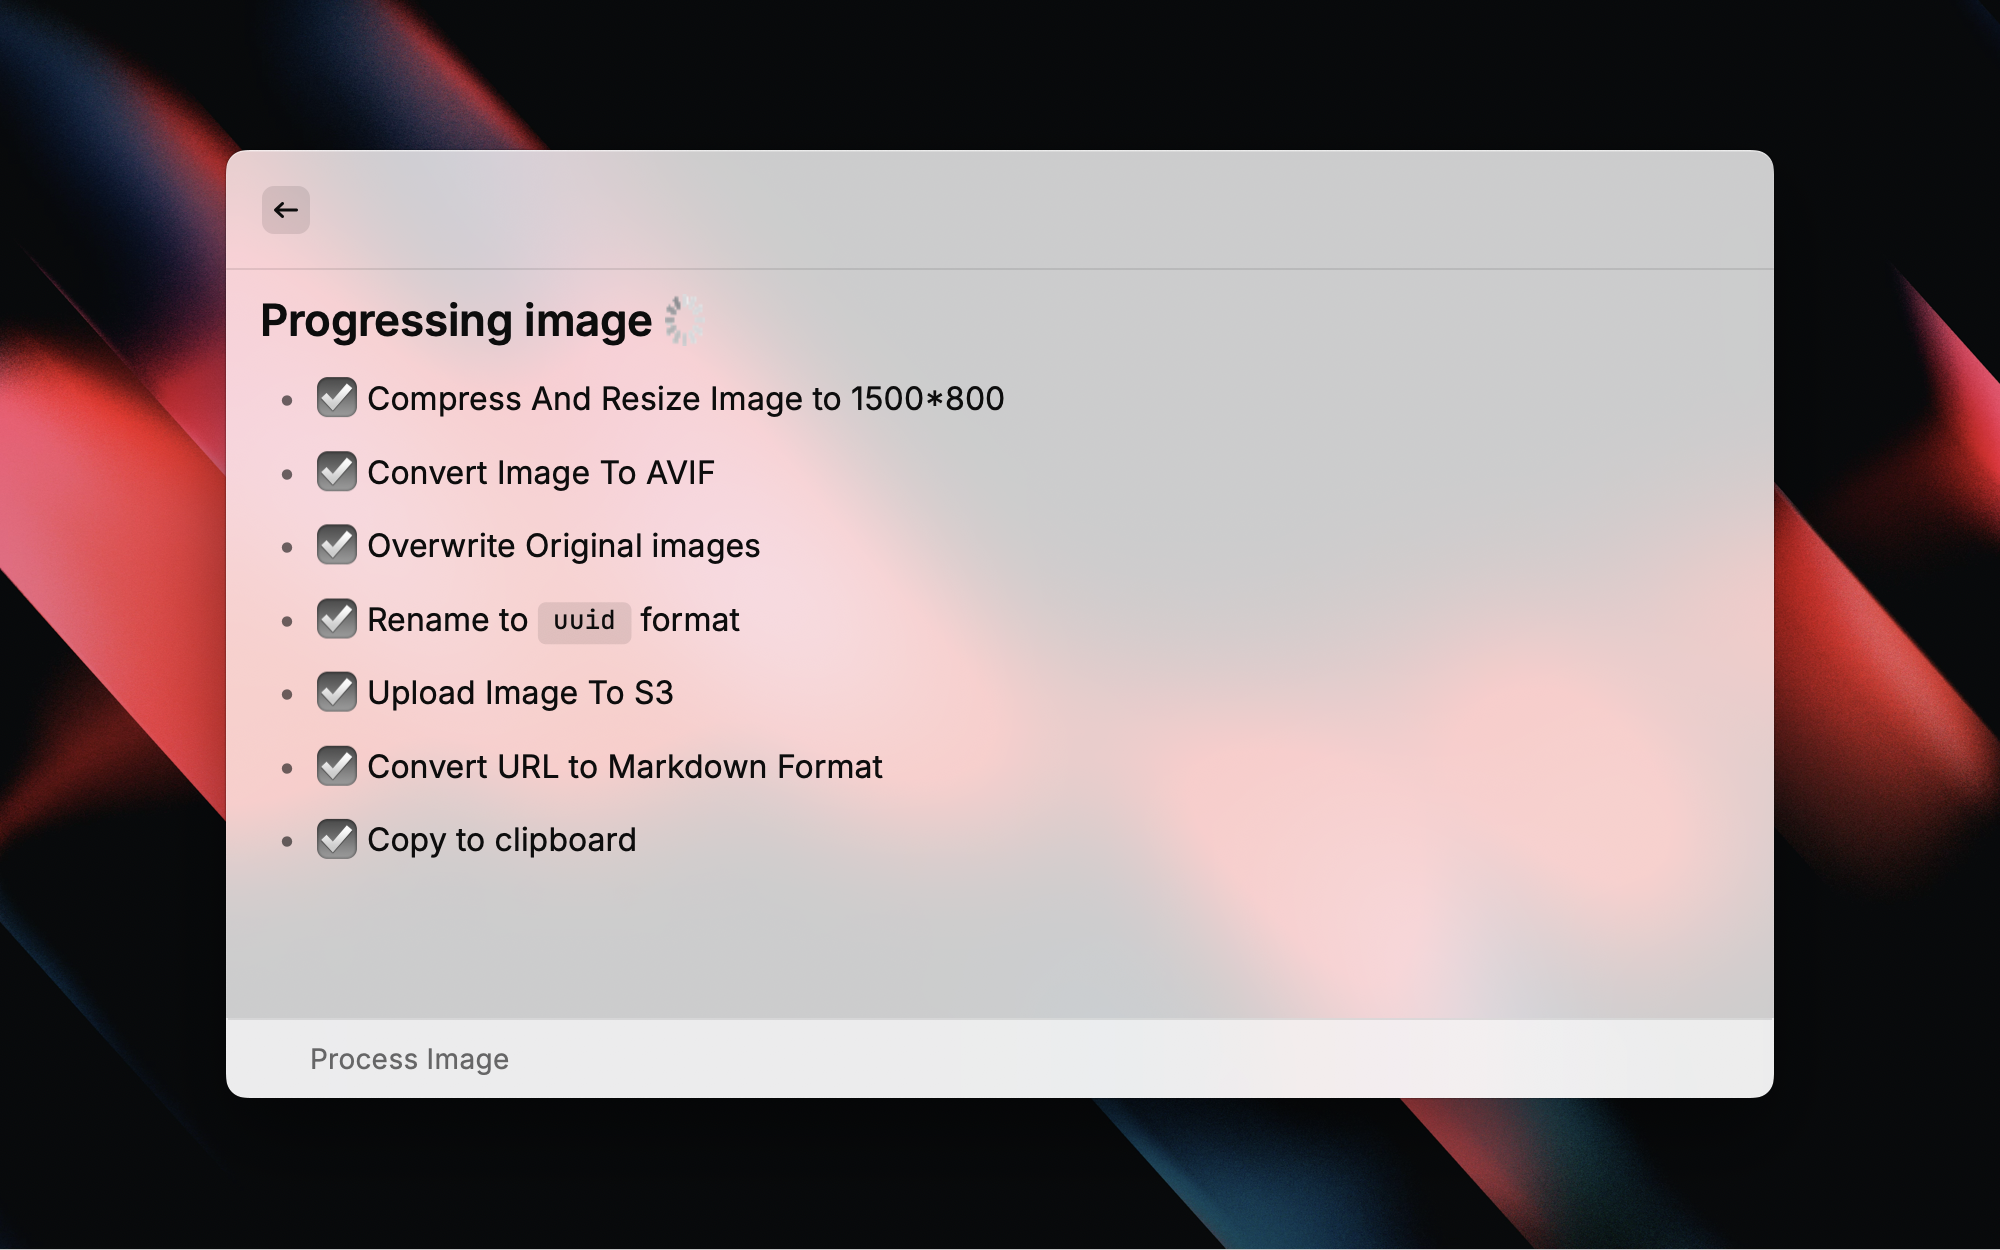 Progressing image
Compress And Resize Image to 1500*800
Convert Image To AVIF
Overwrite Original images
Rename to uuid format
Upload Image To S3
Convert URL to Markdown Format
Copy to clipboard
Process Image